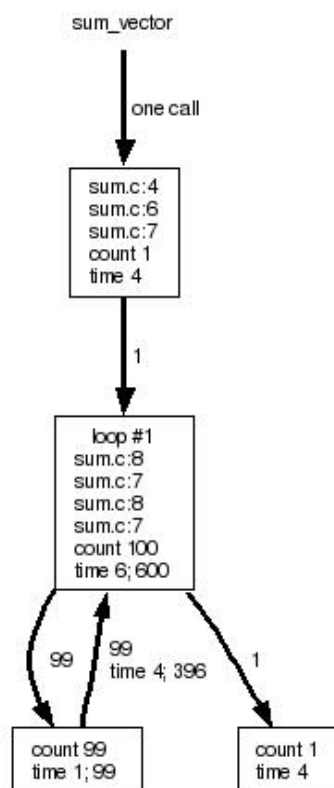 sum_vector
one call
sum.c:4
sum.c:6
sum.c:7
count 1
time 4
1
loop #1
sum.c:8
sum.c:7
sum.c:8
sum.c:7
count 100
time 6; 600
99
99
time 4; 396
1
count 99
time 1; 99
count 1
time 4